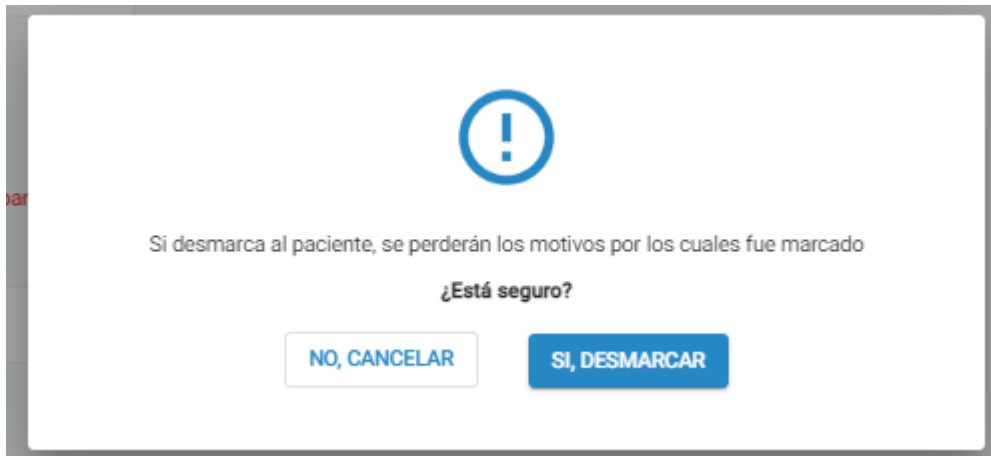 Si desmarca al paciente, se perderán los motivos por los cuales fue marcado
¿Está seguro?
NO, CANCELAR
SI, DESMARCAR